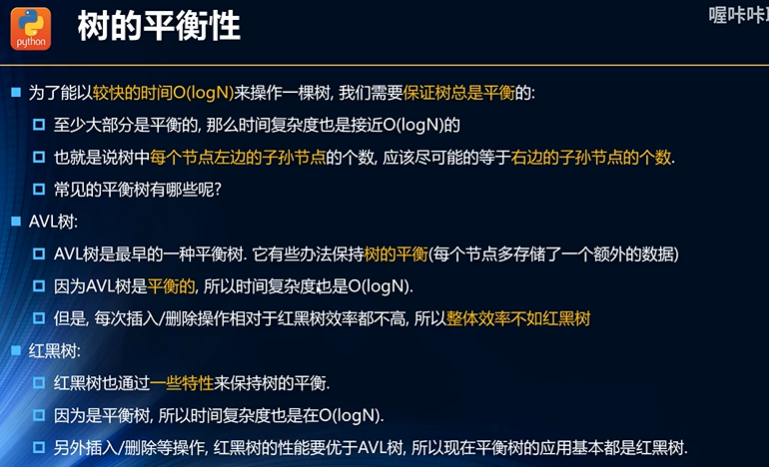 python
树的平衡性
喔咔咔
为了能以较快的时间O(logN)来操作一棵树, 我们需要保证树总是平衡的:
至少大部分是平衡的, 那么时间复杂度也是接近O(logN)的
也就是说树中每个节点左边的子孙节点的个数, 应该尽可能的等于右边的子孙节点的个数.
常见的平衡树有哪些呢?
AVL树:
AVL树是最早的一种平衡树. 它有些办法保持树的平衡(每个节点多存储了一个额外的数据)
因为AVL树是平衡的, 所以时间复杂度也是O(logN).
但是, 每次插入/删除操作相对于红黑树效率都不高, 所以整体效率不如红黑树
红黑树:
红黑树也通过一些特性来保持树的平衡.
因为是平衡树, 所以时间复杂度也是在O(logN).
另外插入/删除等操作, 红黑树的性能要优于AVL树, 所以现在平衡树的应用基本都是红黑树.